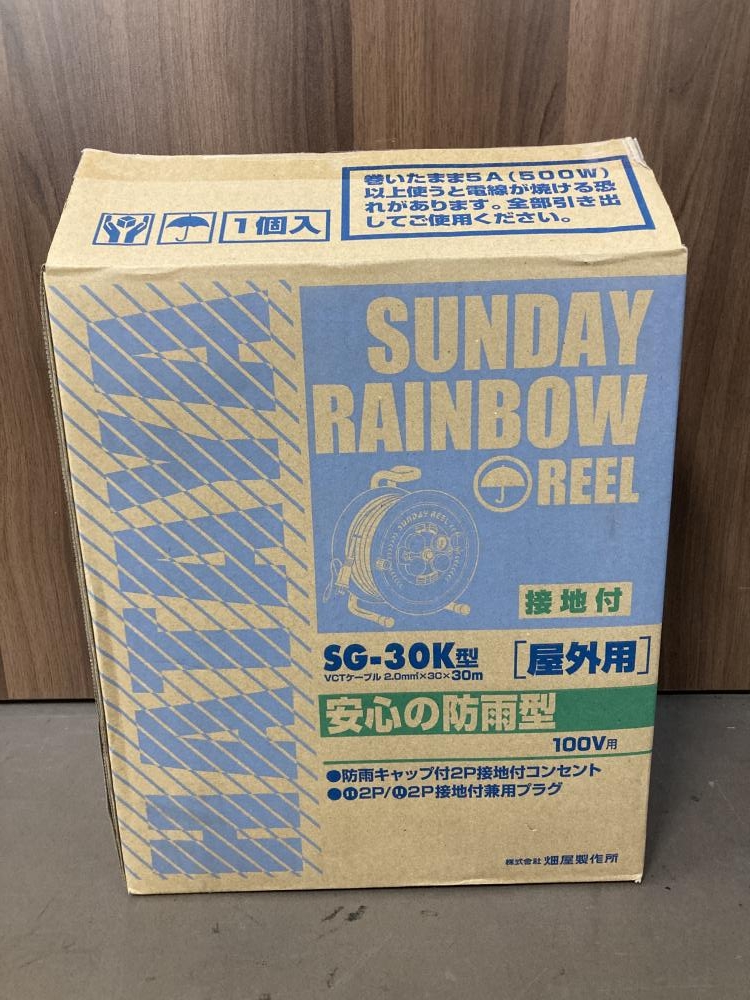 巻いたまま5A(500W)
以上使うと電線が焼ける恐
れがあります。全部引き出
してご使用ください。
1個入
HATAYA
SUNDAY
RAINBOW
REEL
SUNDAY REEL
接地付
SG-30K型
[屋外用]
VCTケーブル 2.0m㎡×3C×30m
安心の防雨型
100V用
●防雨キャップ付2P接地付コンセント
●2P/2P接地付兼用プラグ
株式会社 畑屋製作所